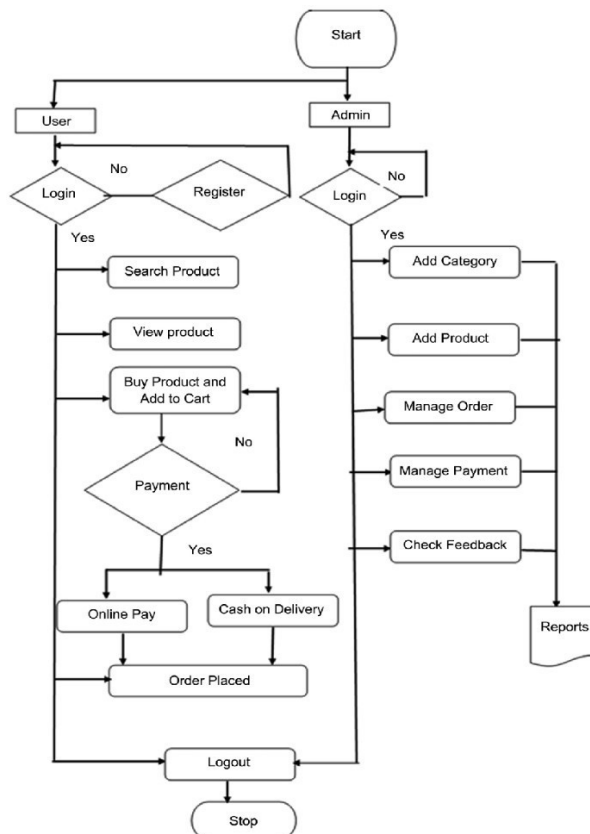 Start
User
Admin
No
No
Login
Register
Login
Yes
Yes
Search Product
Add Category
View product
Add Product
Buy Product and
Add to Cart
Manage Order
No
Payment
Manage Payment
Yes
Check Feedback
Online Pay
Cash on Delivery
Reports
Order Placed
Logout
Stop